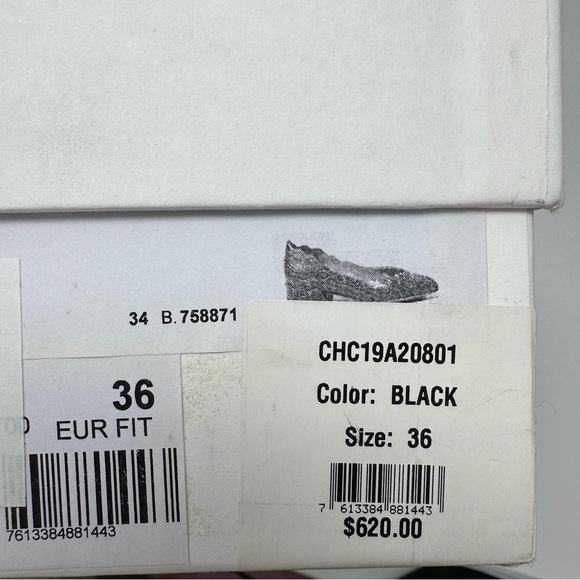 34 B.758871
36
EUR FIT
7613384881443
CHC19A20801
Color: BLACK
Size: 36
7 613384 881443
$620.00